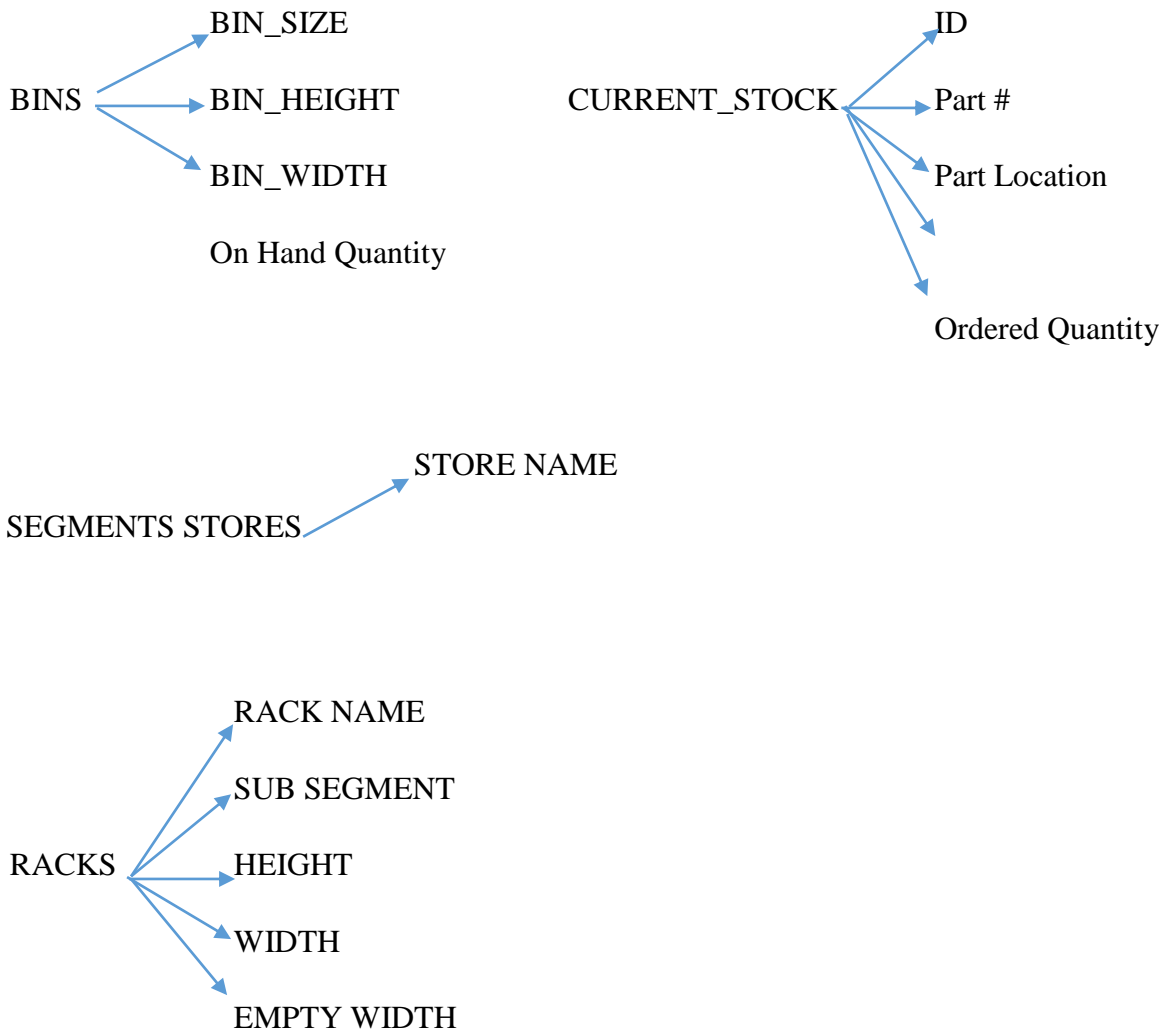 BIN_SIZE
BINS
BIN_HEIGHT
BIN_WIDTH
On Hand Quantity
ID
CURRENT_STOCK
Part #
Part Location
Ordered Quantity
STORE NAME
SEGMENTS STORES
RACK NAME
SUB SEGMENT
RACKS
HEIGHT
WIDTH
EMPTY WIDTH